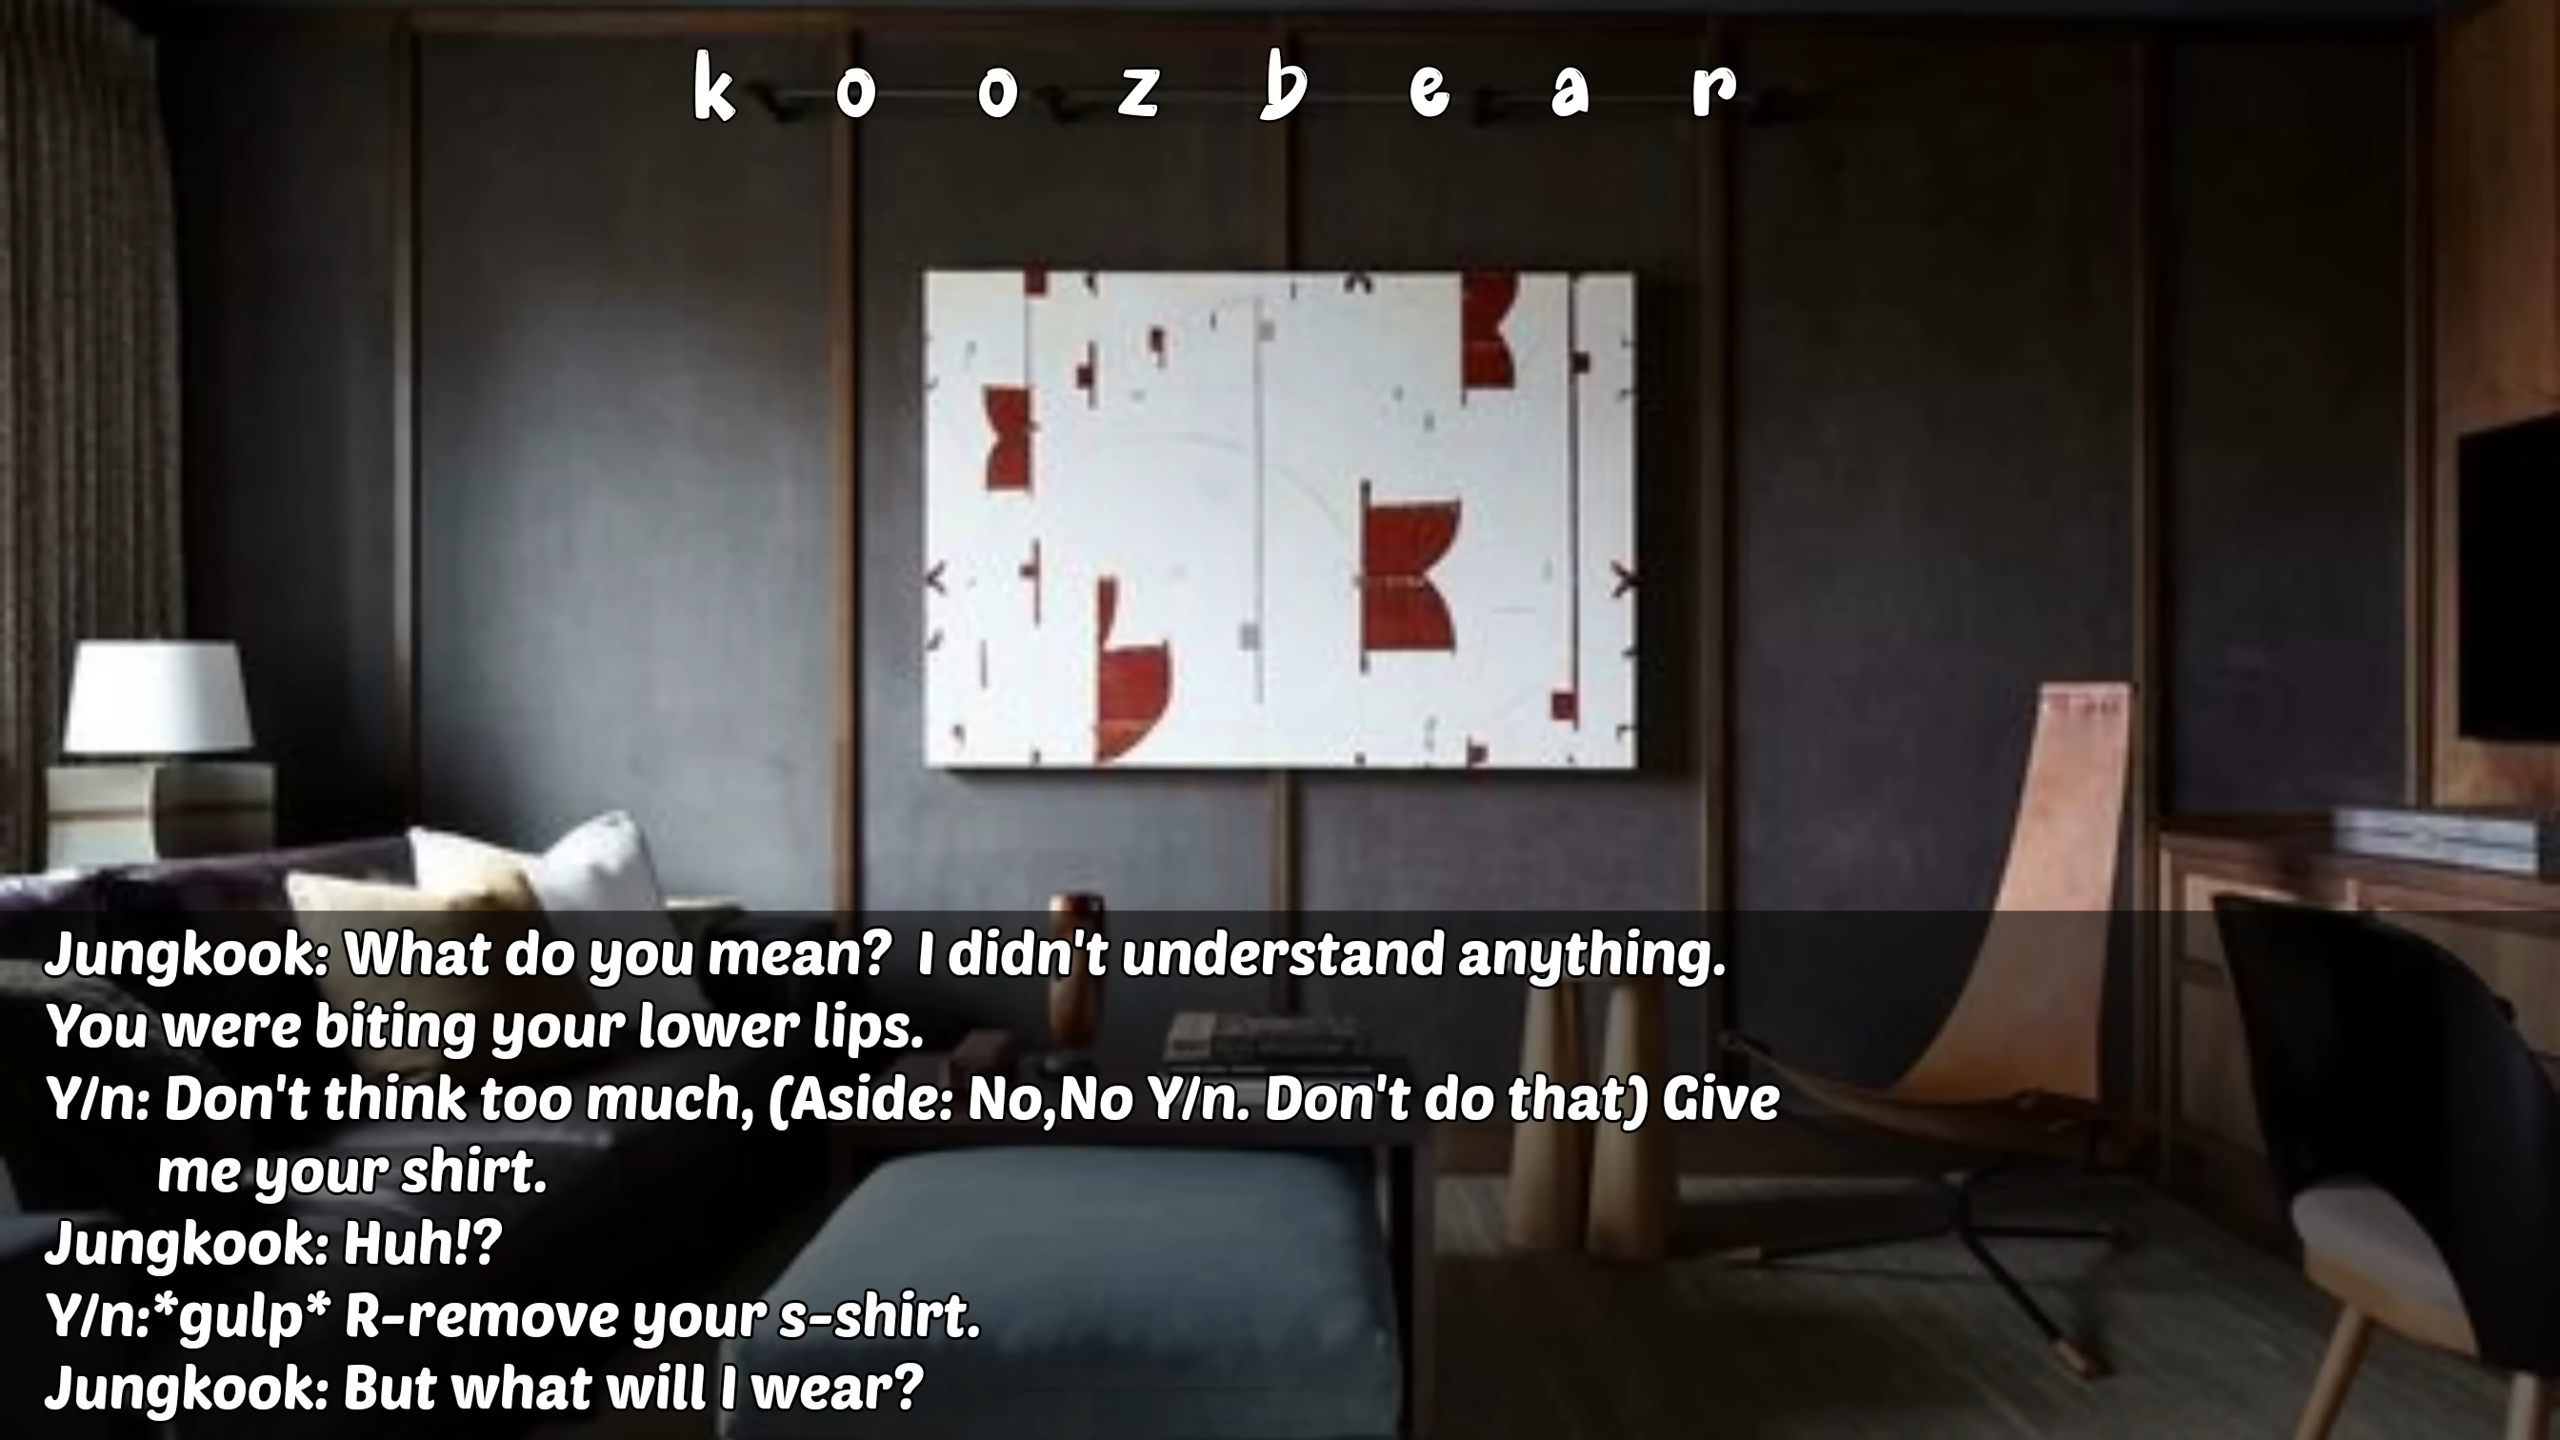 k o o z b e a r
Jungkook: What do you mean?  I didn't understand anything.
You were biting your lower lips.
Y/n: Don't think too much, (Aside: No,No Y/n. Don't do that) Give
me your shirt.
Jungkook: Huh!?
Y/n:*gulp* R-remove your s-shirt.
Jungkook: But what will I wear?